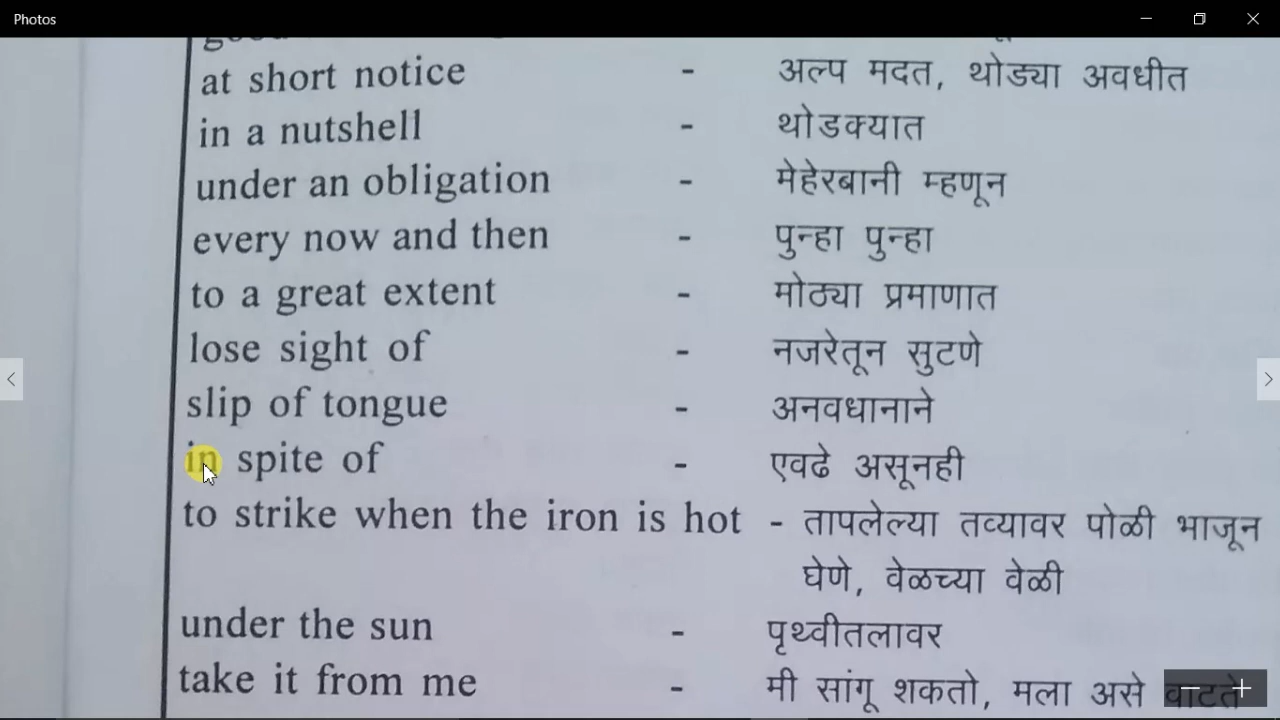 Photos
at short notice - अल्प मदत, थोड्या अवधीत
in a nutshell - थोडक्यात
under an obligation - मेहेरबानी म्हणून
every now and then - पुन्हा पुन्हा
to a great extent - मोठ्या प्रमाणात
lose sight of - नजरेतून सुटणे
slip of tongue - अनवधानाने
in spite of - एवढे असूनही
to strike when the iron is hot - तापलेल्या तव्यावर पोळी भाजून
घेणे, वेळच्या वेळी
under the sun - पृथ्वीतलावर
take it from me - मी सांगू शकतो, मला असे वाटते